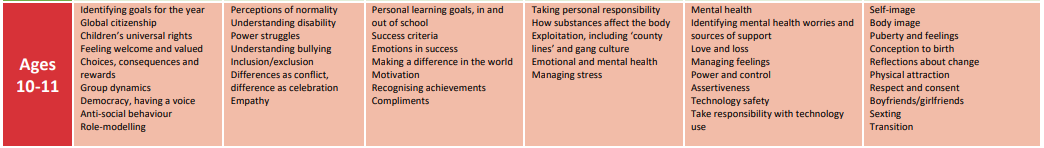 Ages
10-11
Identifying goals for the year
Global citizenship
Children’s universal rights
Feeling welcome and valued
Choices, consequences and
rewards
Group dynamics
Democracy, having a voice
Anti-social behaviour
Role-modelling
Perceptions of normality
Understanding disability
Power struggles
Understanding bullying
Inclusion/exclusion
Differences as conflict,
difference as celebration
Empathy
Personal learning goals, in and
out of school
Success criteria
Emotions in success
Making a difference in the world
Motivation
Recognising achievements
Compliments
Taking personal responsibility
How substances affect the body
Exploitation, including ‘county
lines’ and gang culture
Emotional and mental health
Managing stress
Mental health
Identifying mental health worries and
sources of support
Love and loss
Managing feelings
Power and control
Assertiveness
Technology safety
Take responsibility with technology
use
Self-image
Body image
Puberty and feelings
Conception to birth
Reflections about change
Physical attraction
Respect and consent
Boyfriends/girlfriends
Sexting
Transition